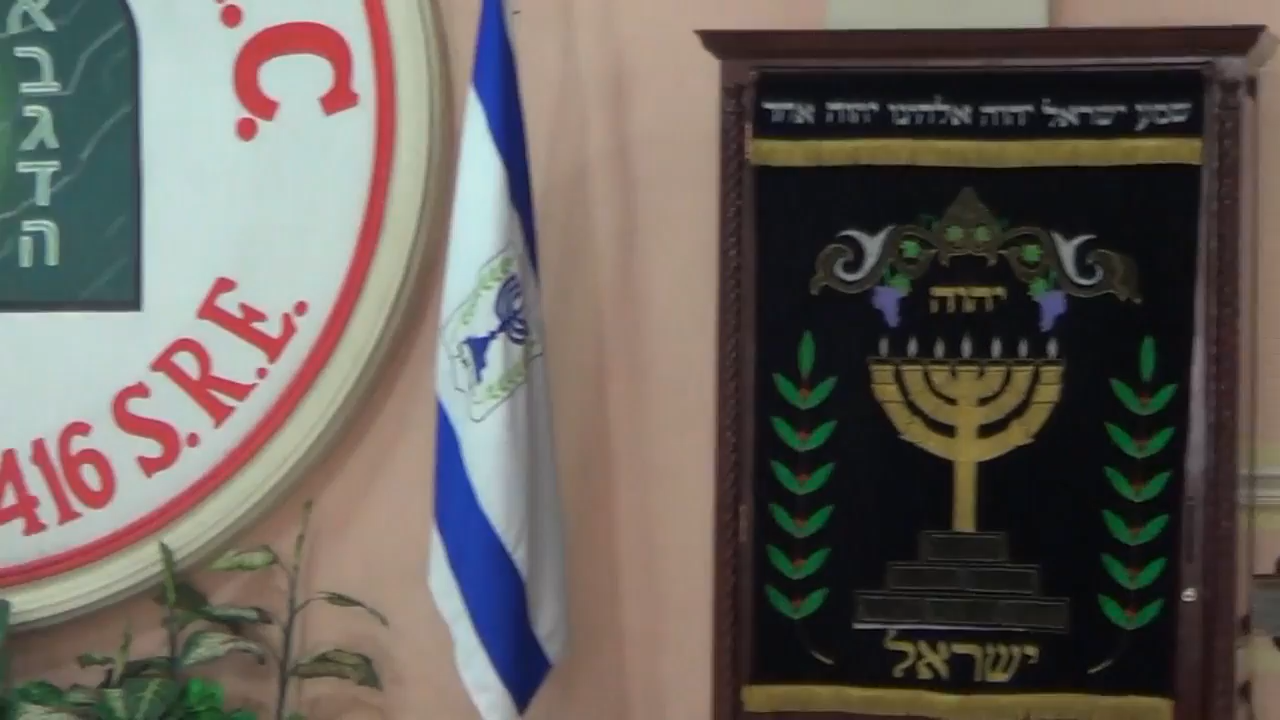 א
ב
ג
ד
ה
.C.
416 S.R.E.
שמע ישראל יהוה אלהינו יהוה אחד
יהוה
ישראל